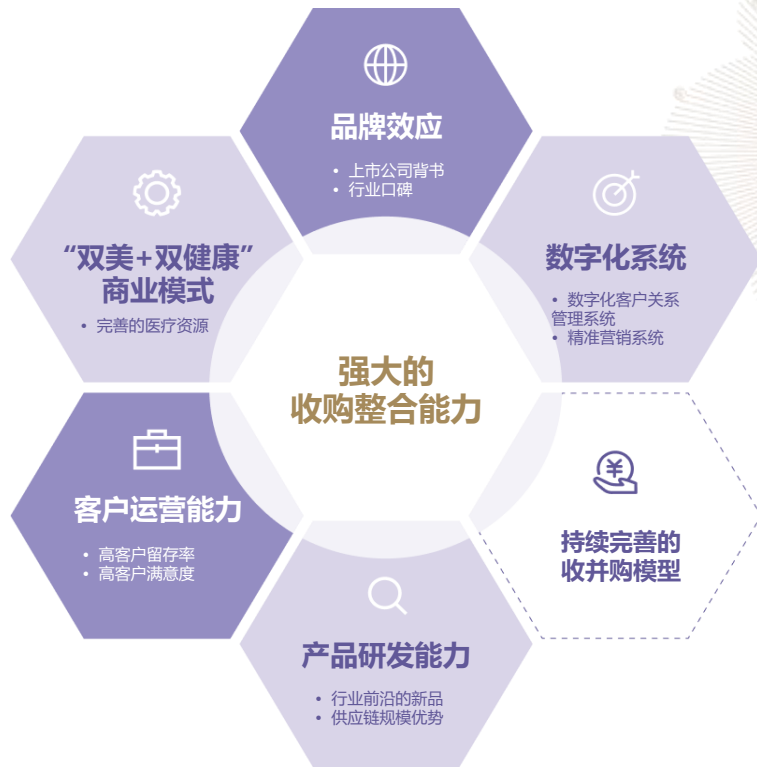 品牌效应
• 上市公司背书
• 行业口碑
“双美+双健康”
商业模式
• 完善的医疗资源
数字化系统
• 数字化客户关系
管理系统
• 精准营销系统
强大的
收购整合能力
客户运营能力
• 高客户留存率
• 高客户满意度
持续完善的
收并购模型
产品研发能力
• 行业前沿的新品
• 供应链规模优势